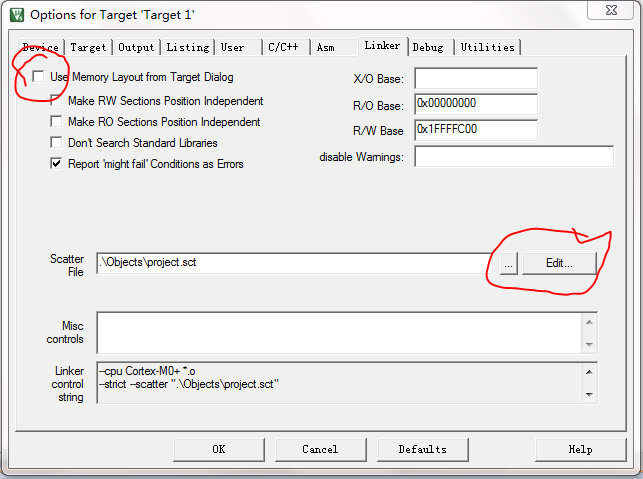 Options for Target 'Target 1'
Device Target Output Listing User C/C++ Asm Linker Debug Utilities
Use Memory Layout from Target Dialog
X/O Base:
Make RW Sections Position Independent
R/O Base: 0x00000000
Make RO Sections Position Independent
R/W Base 0x1FFFFC00
Don't Search Standard Libraries
disable Warnings:
Report 'might fail' Conditions as Errors
Scatter
File
.\Objects\project.sct
... Edit...
Misc
controls
Linker
control
string
--cpu Cortex-M0+ *.o
--strict --scatter ".\Objects\project.sct"
OK Cancel Defaults Help